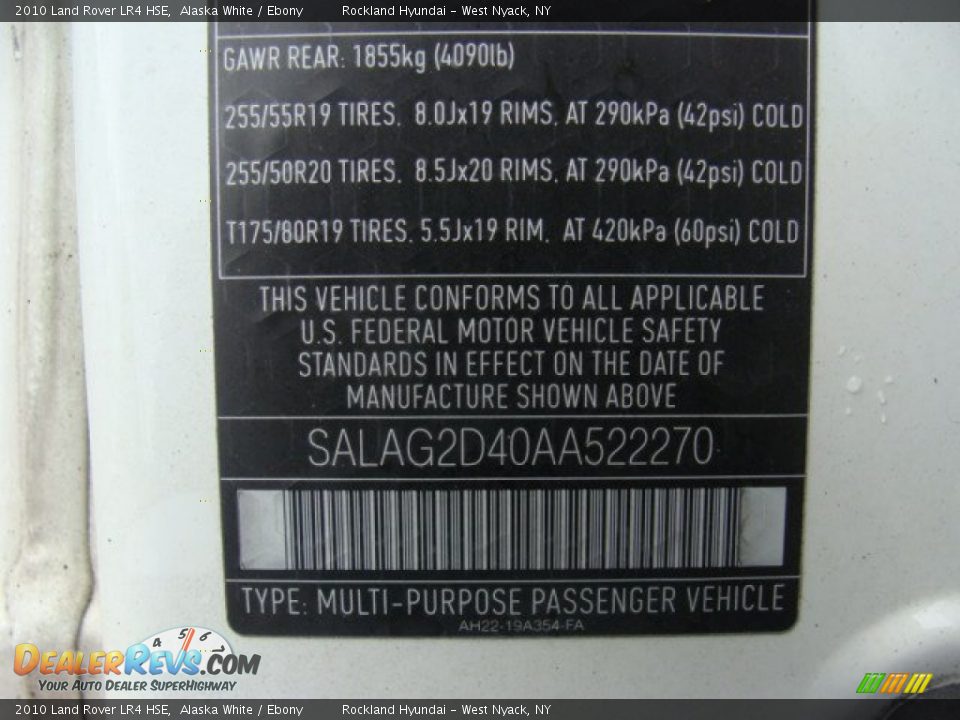 2010 Land Rover LR4 HSE, Alaska White / Ebony Rockland Hyundai - West Nyack, NY
GAWR REAR: 1855kg (4090lb)
255/55R19 TIRES. 8.0Jx19 RIMS. AT 290kPa (42psi) COLD
255/50R20 TIRES. 8.5Jx20 RIMS. AT 290kPa (42psi) COLD
T175/80R19 TIRES. 5.5Jx19 RIM. AT 420kPa (60psi) COLD
THIS VEHICLE CONFORMS TO ALL APPLICABLE
U.S. FEDERAL MOTOR VEHICLE SAFETY
STANDARDS IN EFFECT ON THE DATE OF
MANUFACTURE SHOWN ABOVE
SALAG2D40AA522270
TYPE: MULTI-PURPOSE PASSENGER VEHICLE
AH22-19A354-FA
4 5 6 7
DEALERREVS.COM
YOUR AUTO DEALER SUPERHIGHWAY
2010 Land Rover LR4 HSE, Alaska White / Ebony Rockland Hyundai - West Nyack, NY